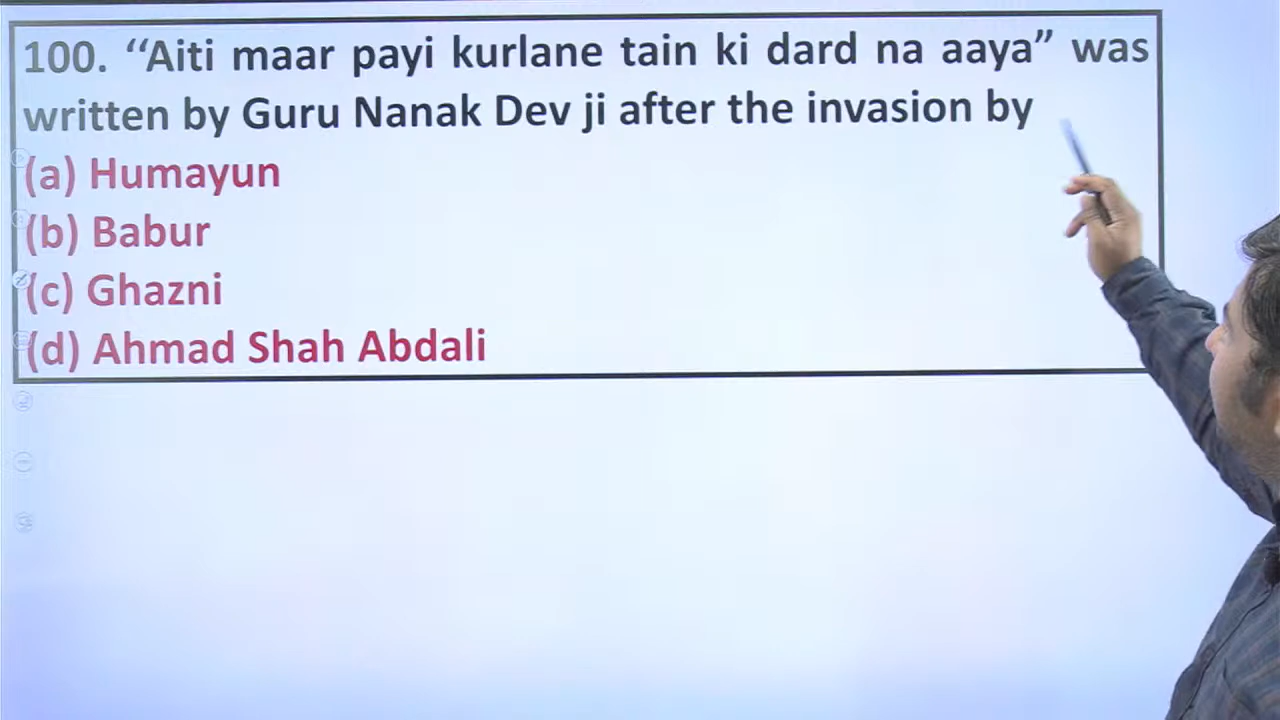 100. ‘‘Aiti maar payi kurlane tain ki dard na aaya” was
written by Guru Nanak Dev ji after the invasion by
(a) Humayun
(b) Babur
(c) Ghazni
(d) Ahmad Shah Abdali